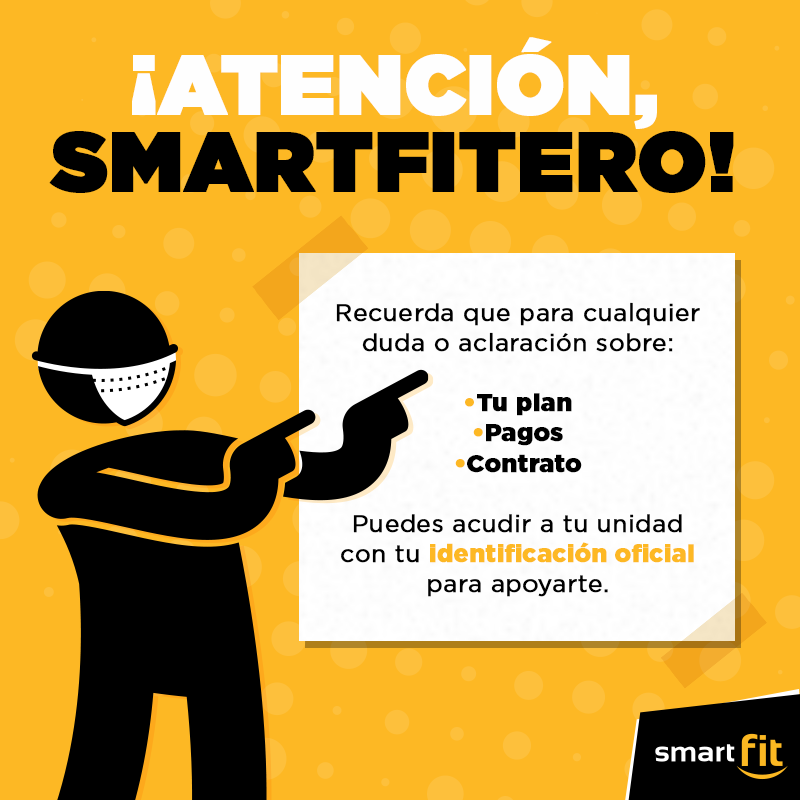 ¡ATENCIÓN,
SMARTFITERO!
Recuerda que para cualquier
duda o aclaración sobre:
•Tu plan
•Pagos
•Contrato
Puedes acudir a tu unidad
con tu identificación oficial
para apoyarte.
smart fit